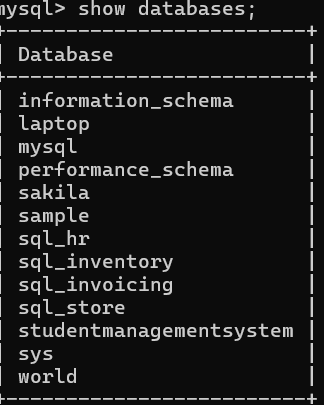 mysql> show databases;
+------------------------+
| Database |
+------------------------+
| information_schema |
| laptop |
| mysql |
| performance_schema |
| sakila |
| sample |
| sql_hr |
| sql_inventory |
| sql_invoicing |
| sql_store |
| studentmanagementsystem |
| sys |
| world |
+------------------------+